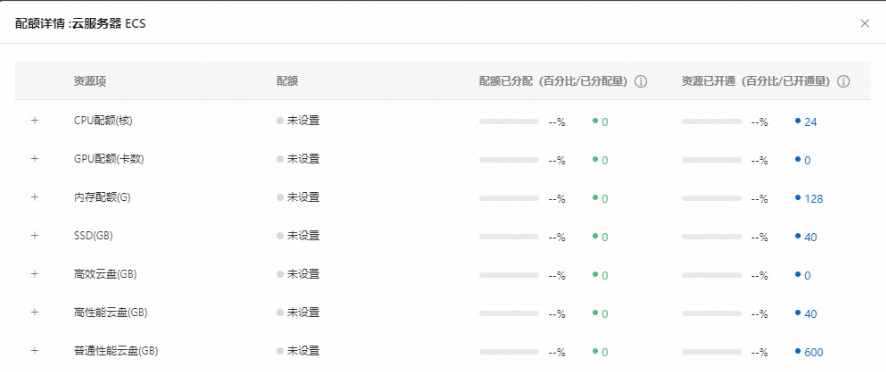 配额详情 :云服务器 ECS ×
资源项 配额 配额已分配 (百分比/已分配量) 资源已开通 (百分比/已开通量)
+ CPU配额(核) 未设置 --% 0 --% 24
+ GPU配额(卡数) 未设置 --% 0 --% 0
+ 内存配额(G) 未设置 --% 0 --% 128
+ SSD(GB) 未设置 --% 0 --% 40
+ 高效云盘(GB) 未设置 --% 0 --% 0
+ 高性能云盘(GB) 未设置 --% 0 --% 40
+ 普通性能云盘(GB) 未设置 --% 0 --% 600